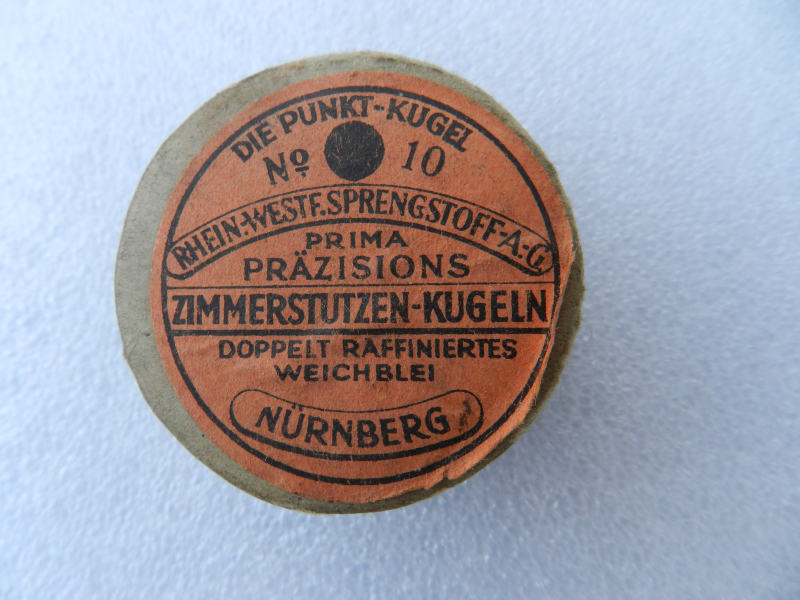 DIE PUNKT-KUGEL
No 10
RHEIN.-WESTF. SPRENGSTOFF-A.-G.
PRIMA
PRÄZISIONS
ZIMMERSTUTZEN-KUGELN
DOPPELT RAFFINIERTES
WEICHBLEI
NÜRNBERG